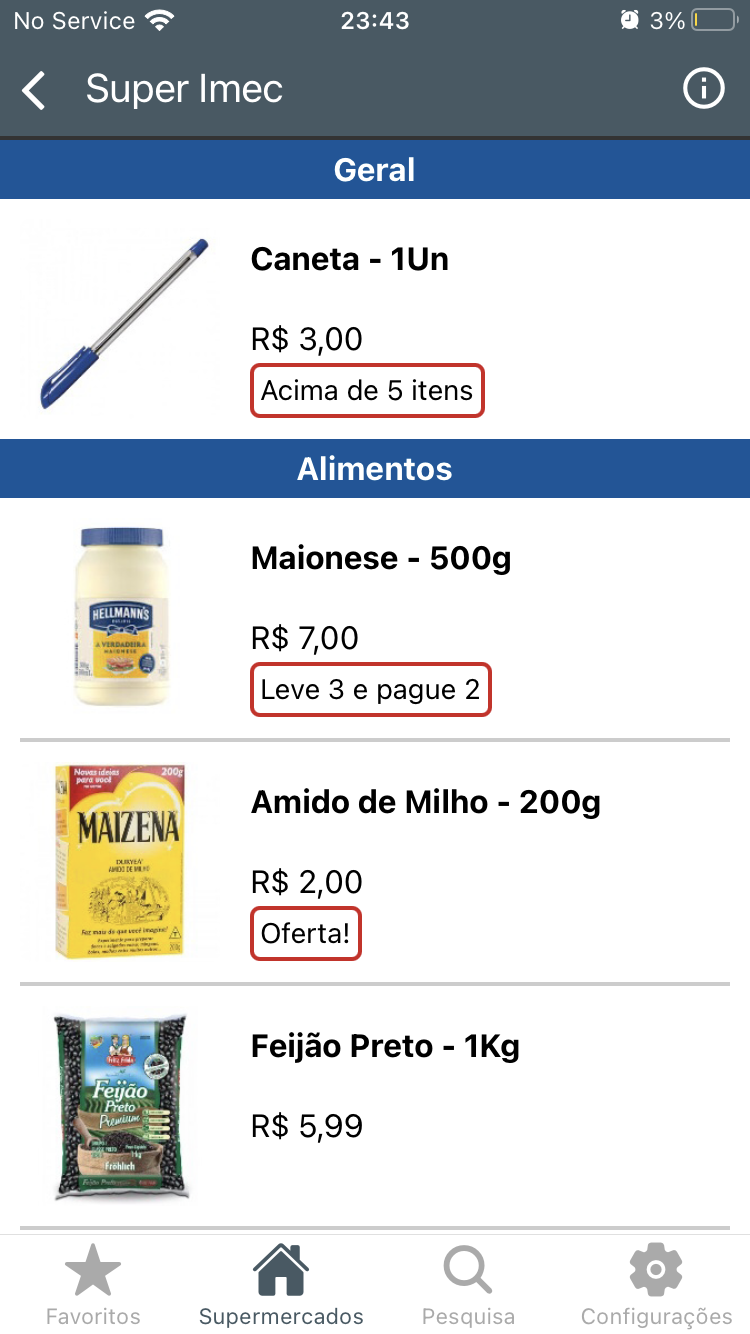 No Service 23:43 3%
Super Imec
Geral
Caneta - 1Un
R$ 3,00
Acima de 5 itens
Alimentos
Maionese - 500g
HELLMANN'S
A VERDADEIRA
MAIONESE
R$ 7,00
Leve 3 e pague 2
Novas ideias
para você
200g
MAIZENA
DURYEA
AMIDO DE MILHO
Faz mais do que você imagina!
Amido de Milho - 200g
R$ 2,00
Oferta!
Feijão
Preto
Premium
1kg
Fröhlich
Feijão Preto - 1Kg
R$ 5,99
Favoritos Supermercados Pesquisa Configurações